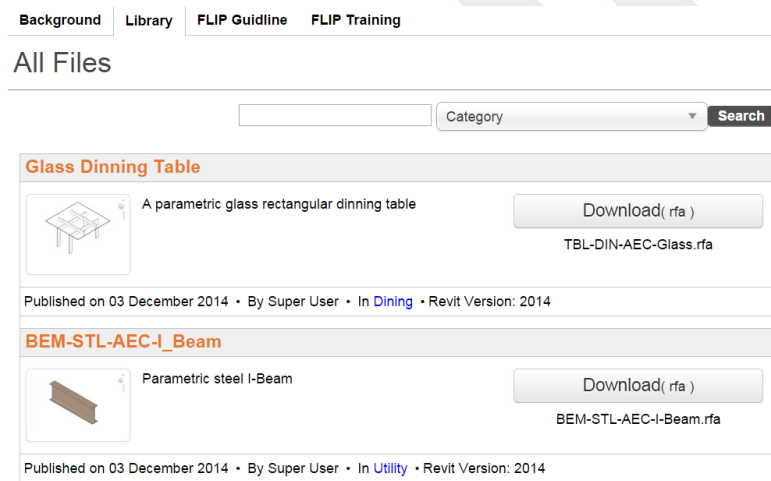 Background Library FLIP Guidline FLIP Training
All Files
Category Search
Glass Dinning Table
A parametric glass rectangular dinning table
Download( rfa )
TBL-DIN-AEC-Glass.rfa
Published on 03 December 2014 • By Super User • In Dining • Revit Version: 2014
BEM-STL-AEC-I_Beam
Parametric steel I-Beam
Download( rfa )
BEM-STL-AEC-I-Beam.rfa
Published on 03 December 2014 • By Super User • In Utility • Revit Version: 2014